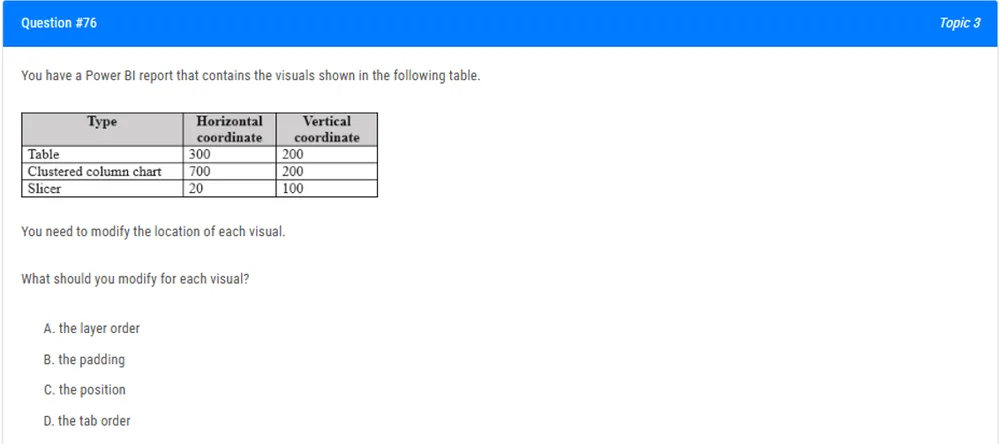 Question #76
Topic 3
You have a Power BI report that contains the visuals shown in the following table.
Type Horizontal coordinate Vertical coordinate
Table 300 200
Clustered column chart 700 200
Slicer 20 100
You need to modify the location of each visual.
What should you modify for each visual?
A. the layer order
B. the padding
C. the position
D. the tab order